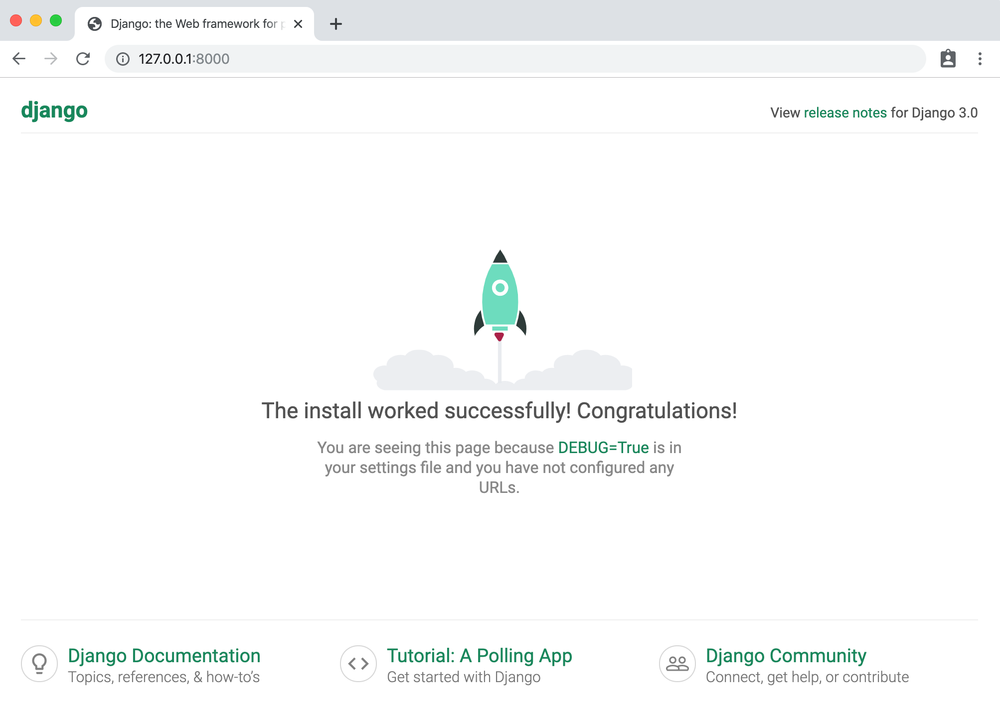 Django: the Web framework for
127.0.0.1:8000
django
View release notes for Django 3.0
The install worked successfully! Congratulations!
You are seeing this page because DEBUG=True is in
your settings file and you have not configured any
URLs.
Django Documentation
Topics, references, & how-to’s
Tutorial: A Polling App
Get started with Django
Django Community
Connect, get help, or contribute